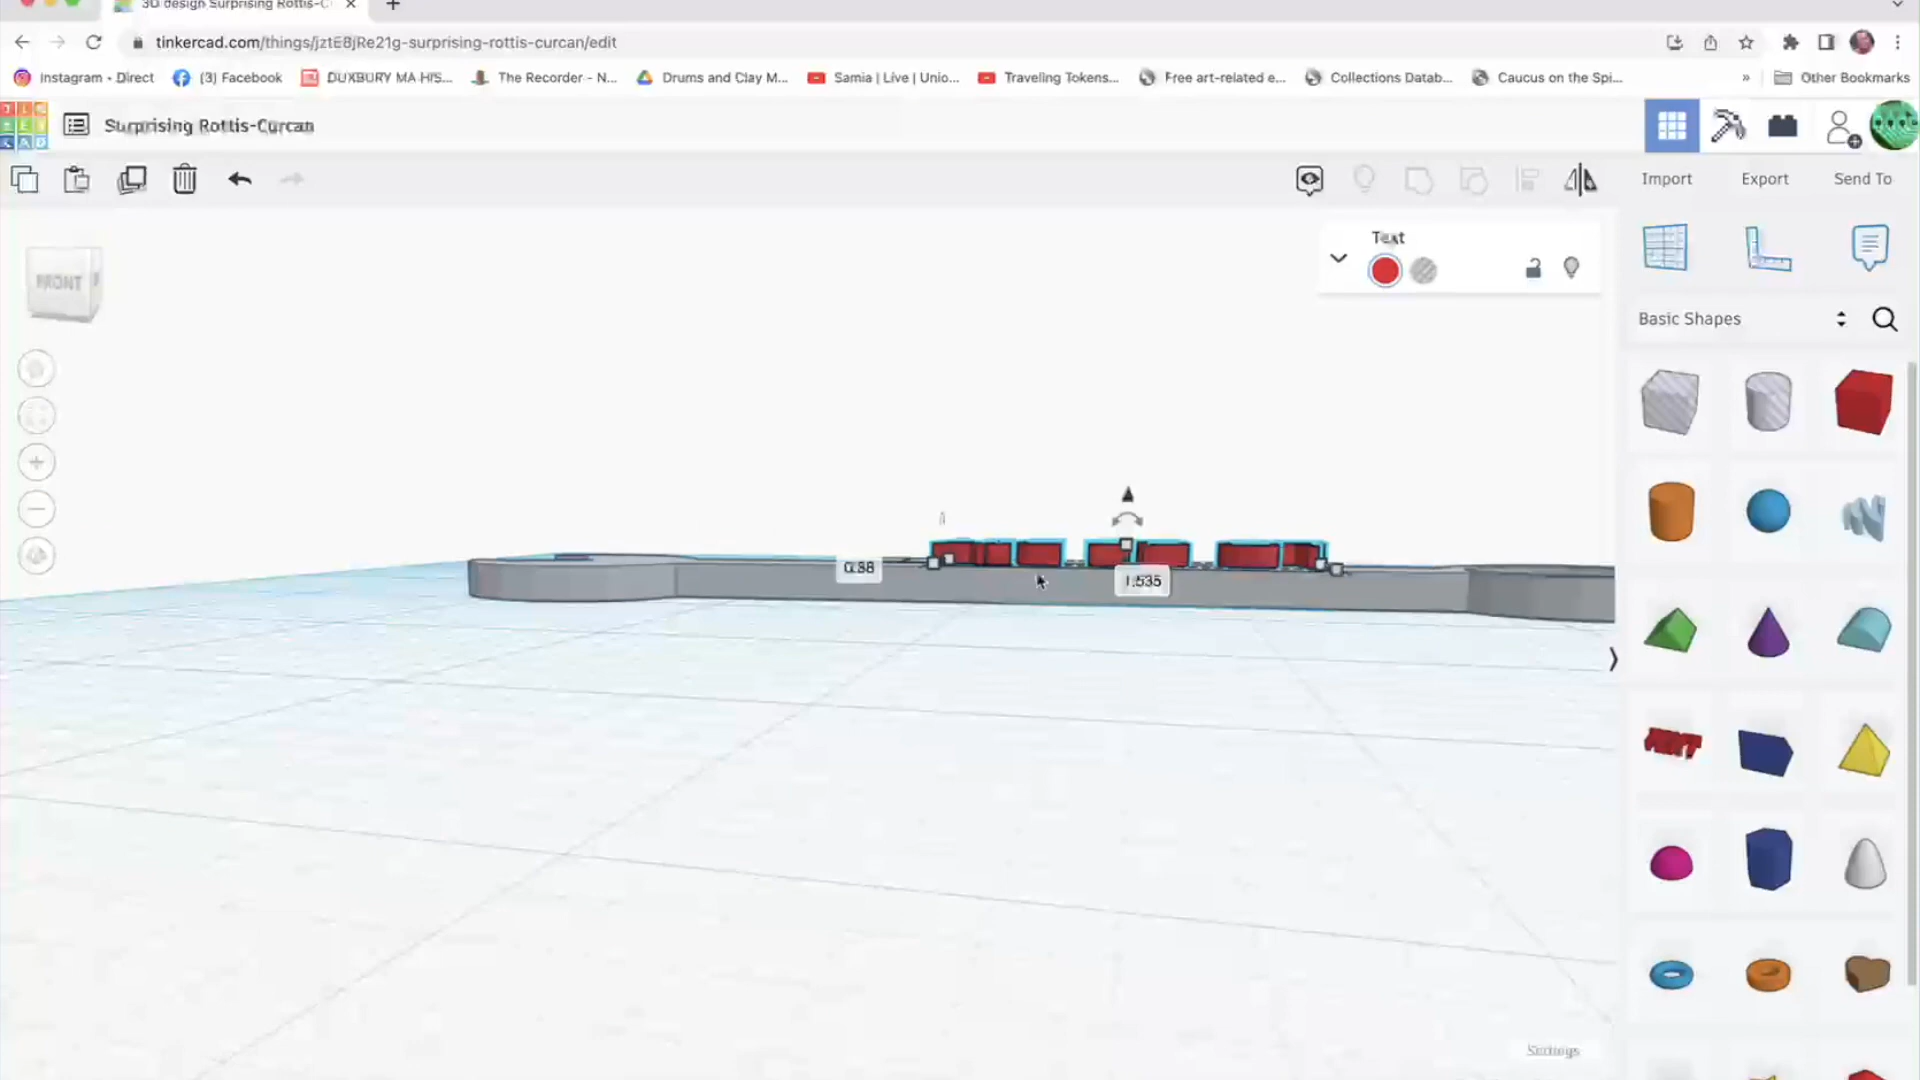 3D design Surprising Rottis-C
tinkercad.com/things/jztE8jRe21g-surprising-rottis-curcan/edit
Instagram • Direct
(3) Facebook
DUXBURY MA HIS...
The Recorder - N...
Drums and Clay M...
Samia | Live | Unio...
Traveling Tokens...
Free art-related e...
Collections Datab...
Caucus on the Spi...
»
Other Bookmarks
Surprising Rottis-Curcan
Import
Export
Send To
Text
FRONT
Basic Shapes
0.88
1.535
Settings